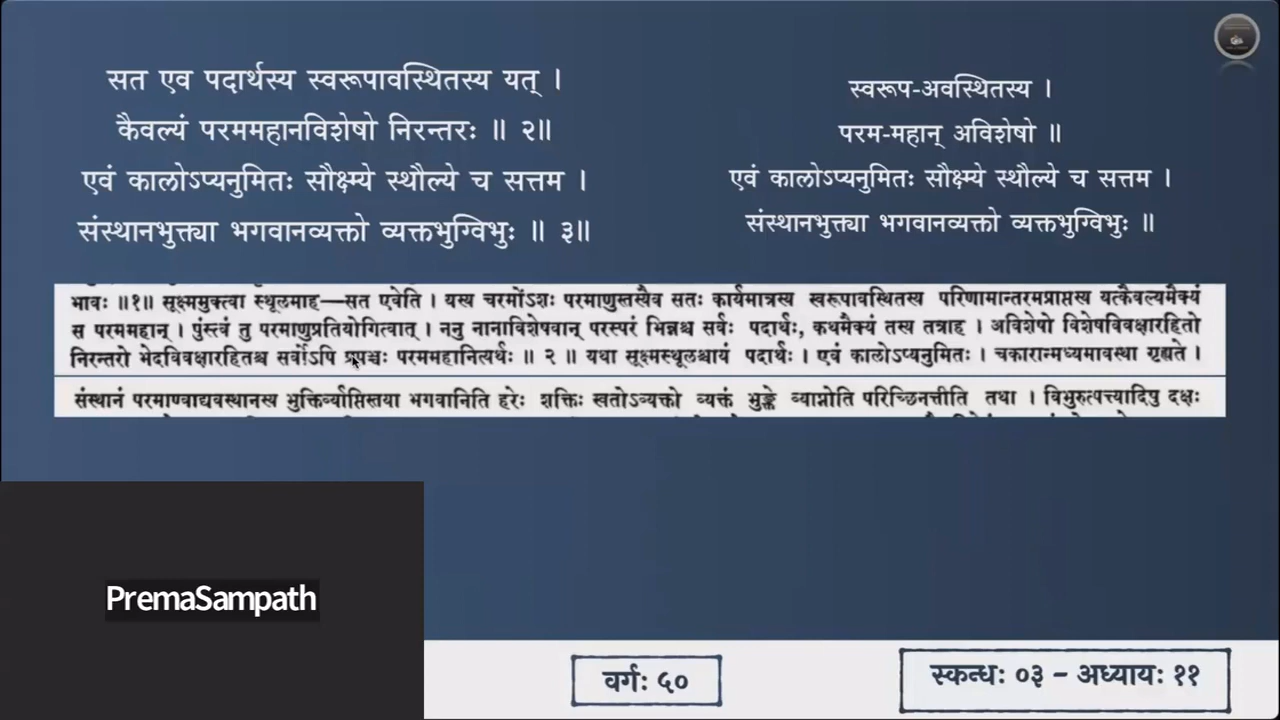 सत एव पदार्थस्य स्वरूपावस्थितस्य यत् ।
कैवल्यं परममहानविशेषो निरन्तरः ॥ २॥
एवं कालोऽप्यनुमितः सौक्ष्म्ये स्थौल्ये च सत्तम ।
संस्थानभुक्त्या भगवानव्यक्तो व्यक्तभुग्विभुः ॥ ३॥
स्वरूप-अवस्थितस्य ।
परम-महान् अविशेषो ॥
एवं कालोऽप्यनुमितः सौक्ष्म्ये स्थौल्ये च सत्तम ।
संस्थानभुक्त्या भगवानव्यक्तो व्यक्तभुग्विभुः ॥
भावः ॥१॥ सूक्ष्ममुक्त्वा स्थूलमाह—सत एवेति । यस्य चरमोंऽशः परमाणुस्तस्यैव सतः कार्यमात्रस्य स्वरूपावस्थितस्य परिणामान्तरमप्राप्तस्य यत्कैवल्यमैक्यं
स परममहान् । पुंस्त्वं तु परमाणुप्रतियोगित्वात् । ननु नानाविशेषवान् परस्परं भिन्नश्च सर्वः पदार्थः, कथमैक्यं तस्य तत्राह । अविशेषो विशेषविवक्षारहितो
निरन्तरो भेदविवक्षारहितश्च सर्वोऽपि प्रपञ्चः परममहानित्यर्थः ॥ २ ॥ यथा सूक्ष्मस्थूलश्चायं पदार्थः । एवं कालोऽप्यनुमितः । चकारान्मध्यमावस्था गृह्यते ।
संस्थानं परमाण्वाद्यवस्थानस्य भुक्तिर्व्याप्तिस्तया भगवानिति हरेः शक्तिः स्वतोऽव्यक्तो व्यक्तं भुङ्क्ते व्याप्नोति परिच्छिनत्तीति तथा । विभुरुत्पत्त्यादिषु दक्षः
PremaSampath
वर्गः ५०
स्कन्धः ०३ – अध्यायः ११